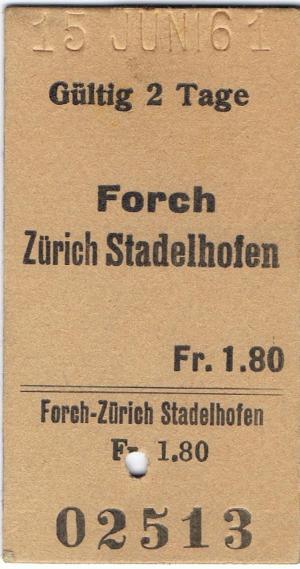 15 JUNI 61
Gültig 2 Tage
Forch
Zürich Stadelhofen
Fr. 1.80
Forch-Zürich Stadelhofen
Fr. 1.80
02513